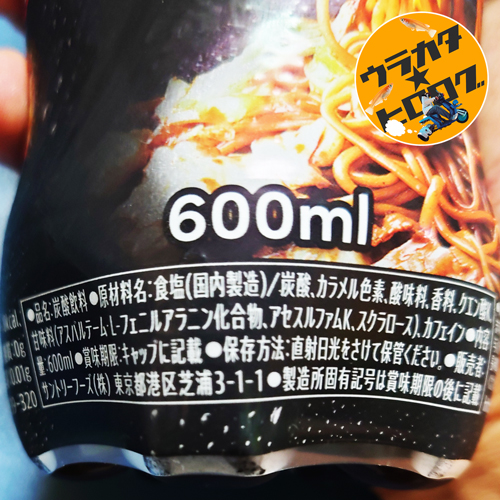 ウラカタ
★
トロログ
600ml
●品名:炭酸飲料●原材料名:食塩(国内製造)/炭酸、カラメル色素、酸味料、香料、クエン酸K、
甘味料(アスパルテーム・L-フェニルアラニン化合物、アセスルファムK、スクラロース)、カフェイン●内容
量:600ml●賞味期限:キャップに記載●保存方法:直射日光をさけて保管ください。●販売者:
サントリーフーズ(株) 東京都港区芝浦3-1-1●製造所固有記号は賞味期限の後に記載
kcal、
0g
0.01g
-320